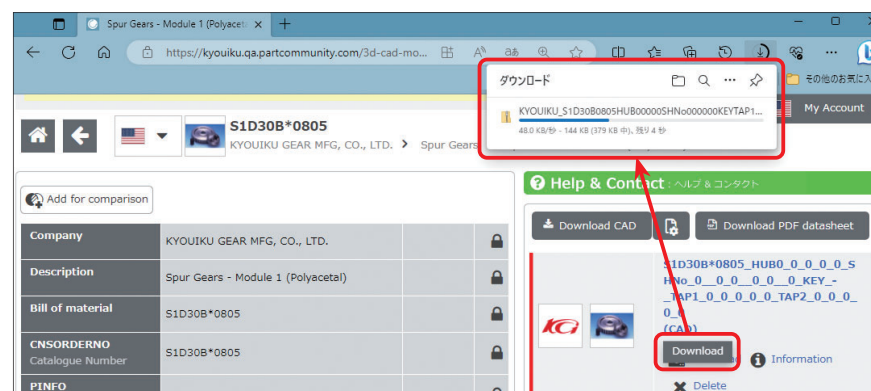 Spur Gears - Module 1 (Polyacet
https://kyouiku.qa.partcommunity.com/3d-cad-mo...
その他のお気に入
ダウンロード
KYOUIKU_S1D30B0805HUB00000SHNo000000KEYTAP1...
48.0 KB/秒 - 144 KB (379 KB 中)、残り 4 秒
My Account
S1D30B*0805
KYOUIKU GEAR MFG, CO., LTD. > Spur Gears
Help & Contact : ヘルプ & コンタクト
Add for comparison
Download CAD
Download PDF datasheet
Company
KYOUIKU GEAR MFG, CO., LTD.
Description
Spur Gears - Module 1 (Polyacetal)
Bill of material
S1D30B*0805
CNSORDERNO
Catalogue Number
S1D30B*0805
PINFO
S1D30B*0805_HUB0_0_0_0_0_S
HNo_0__0_0__0_0__0_KEY_-
_TAP1_0_0_0_0_0_TAP2_0_0_0_
0_0
(CAD)
KCi
Download
Information
Delete